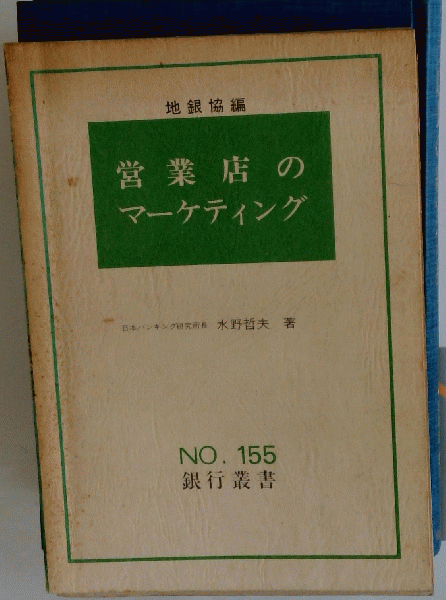 地銀協編
営業店の
マーケティング
日本バンキング研究所長 水野哲夫 著
NO. 155
銀行叢書